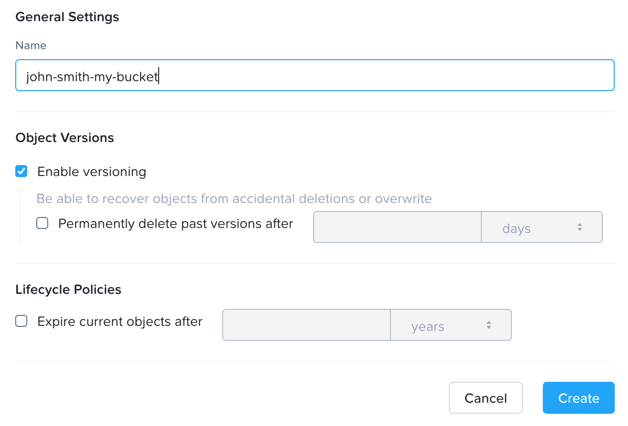 General Settings
Name
john-smith-my-bucket
Object Versions
Enable versioning
Be able to recover objects from accidental deletions or overwrite
Permanently delete past versions after days
Lifecycle Policies
Expire current objects after years
Cancel Create